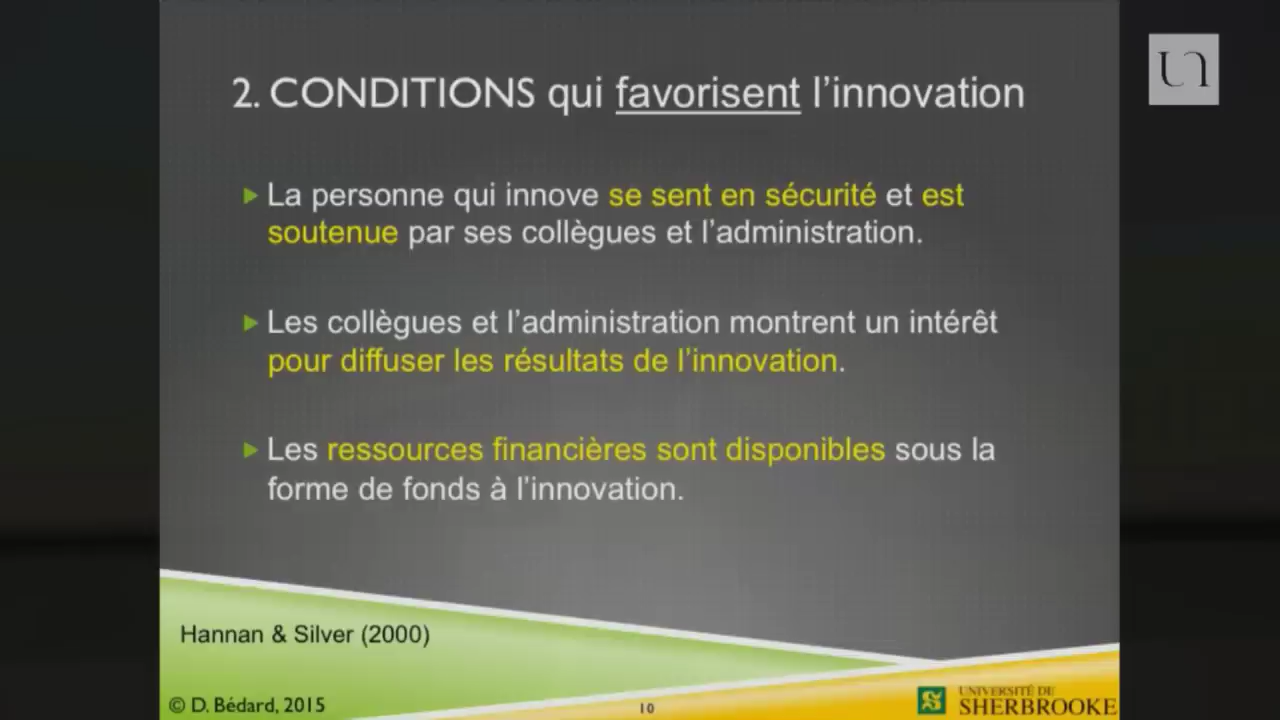 2. CONDITIONS qui favorisent l'innovation
La personne qui innove se sent en sécurité et est
soutenue par ses collègues et l'administration.
Les collègues et l'administration montrent un intérêt
pour diffuser les résultats de l'innovation.
Les ressources financières sont disponibles sous la
forme de fonds à l'innovation.
Hannan & Silver (2000)
© D. Bédard, 2015
10
UNIVERSITÉ DE
SHERBROOKE